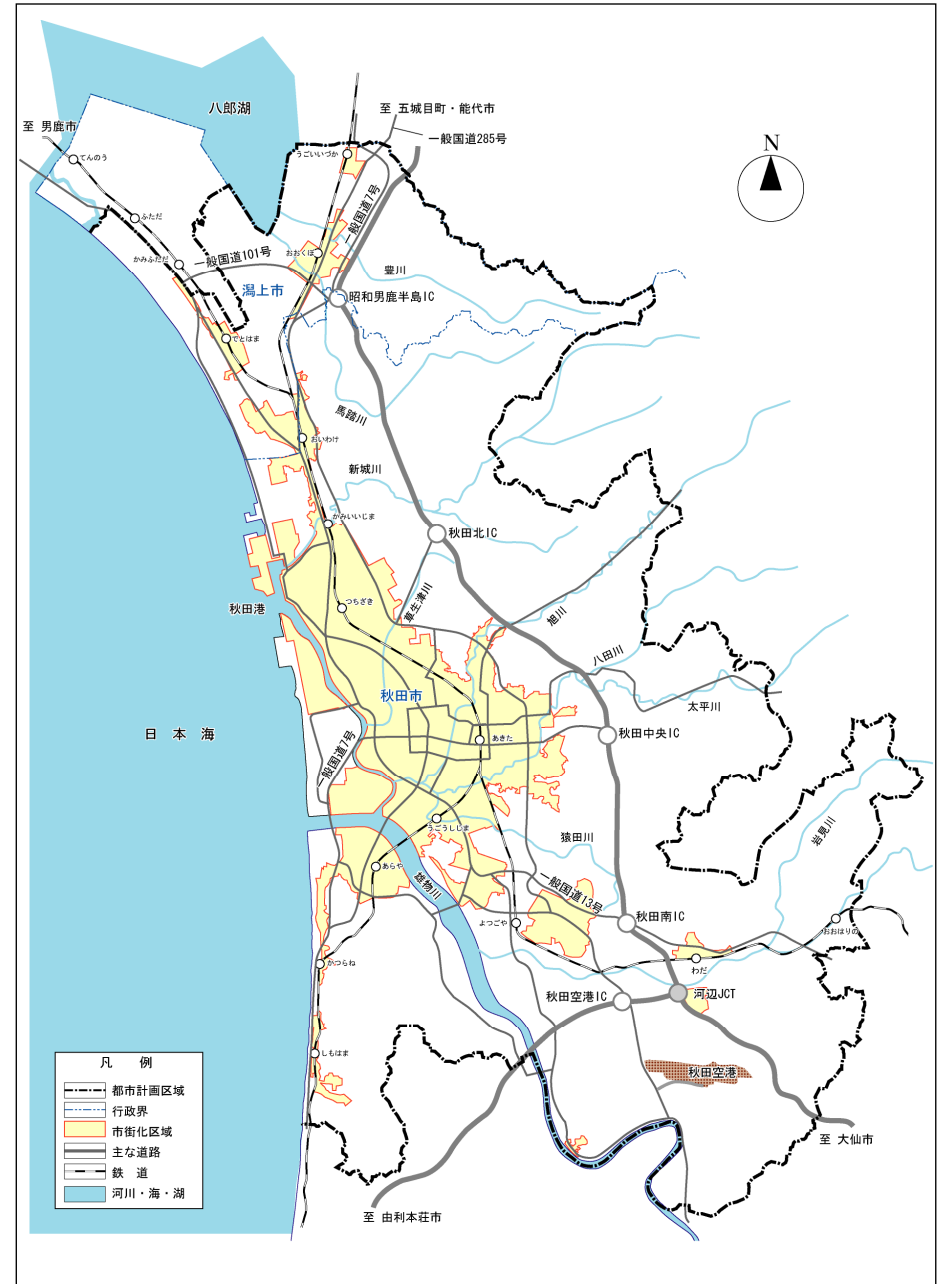 八郎湖
至 五城目町・能代市
至 男鹿市
一般国道285号
N
うごいいづか
てんのう
一般国道7号
ふただ
おおくぼ
一般国道101号
かみふただ
豊川
潟上市
昭和男鹿半島IC
でとはま
馬踏川
おいわけ
新城川
かみいいじま
秋田北IC
秋田港
つちざき
草生津川
旭川
八田川
秋田市
太平川
日 本 海
あきた
秋田中央IC
一般国道7号
うごうしじま
猿田川
岩見川
あらや
雄物川
一般国道13号
よつごや
秋田南IC
おおはりの
かつらね
わだ
秋田空港IC
河辺JCT
しもはま
秋田空港
凡 例
都市計画区域
行政界
市街化区域
主な道路
鉄 道
河川・海・湖
至 大仙市
至 由利本荘市